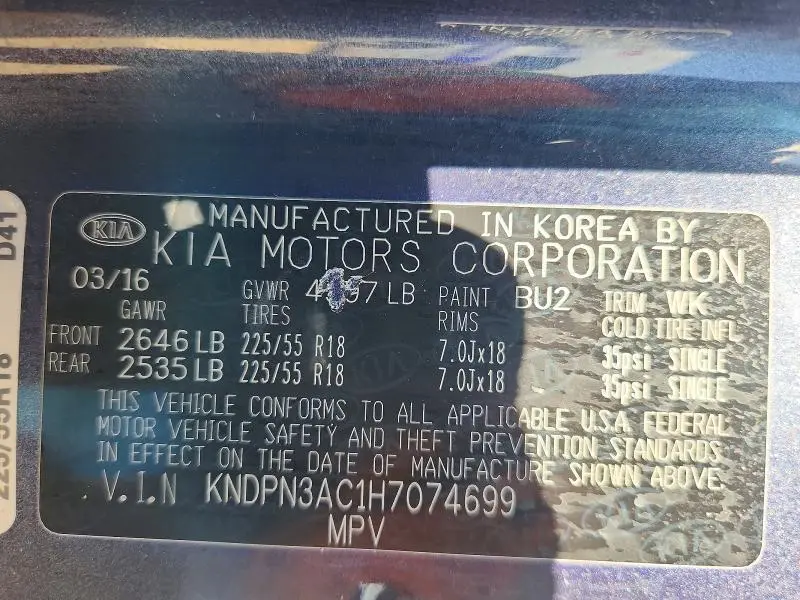 D41
225/55R18
KIA MANUFACTURED IN KOREA BY
KIA MOTORS CORPORATION
03/16
GAWR GVWR LB PAINT BU2 TRIM WK
TIRES RIMS COLD TIRE INFL
FRONT 2646 LB 225/55 R18 7.0Jx18 35psi SINGLE
REAR 2535 LB 225/55 R18 7.0Jx18 35psi SINGLE
THIS VEHICLE CONFORMS TO ALL APPLICABLE U.S.A. FEDERAL
MOTOR VEHICLE SAFETY AND THEFT PREVENTION STANDARDS
IN EFFECT ON THE DATE OF MANUFACTURE SHOWN ABOVE.
.V.I.N KNDPN3AC1H7074699
MPV